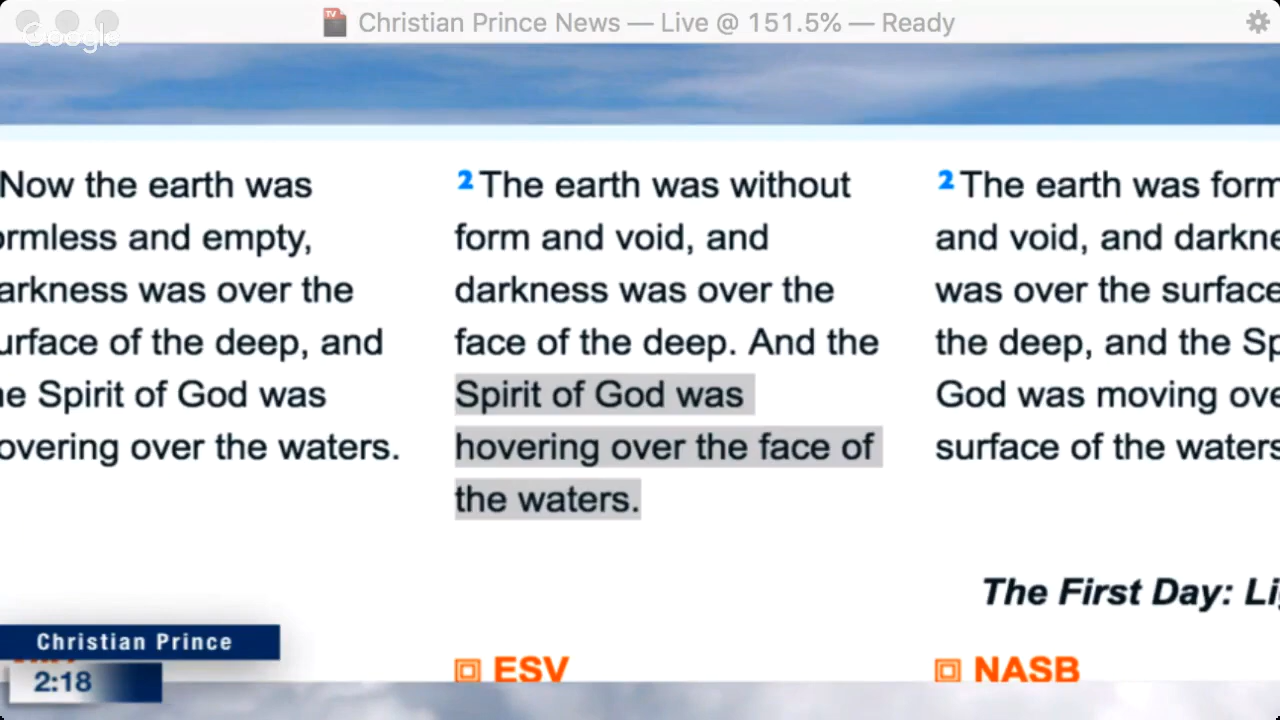 Christian Prince News — Live @ 151.5% — Ready
Google
Now the earth was
ormless and empty,
arkness was over the
urface of the deep, and
he Spirit of God was
overing over the waters.
2 The earth was without
form and void, and
darkness was over the
face of the deep. And the
Spirit of God was
hovering over the face of
the waters.
2 The earth was form
and void, and darkne
was over the surface
the deep, and the Sp
God was moving ove
surface of the waters
The First Day: Li
Christian Prince
2:18
ESV
NASB